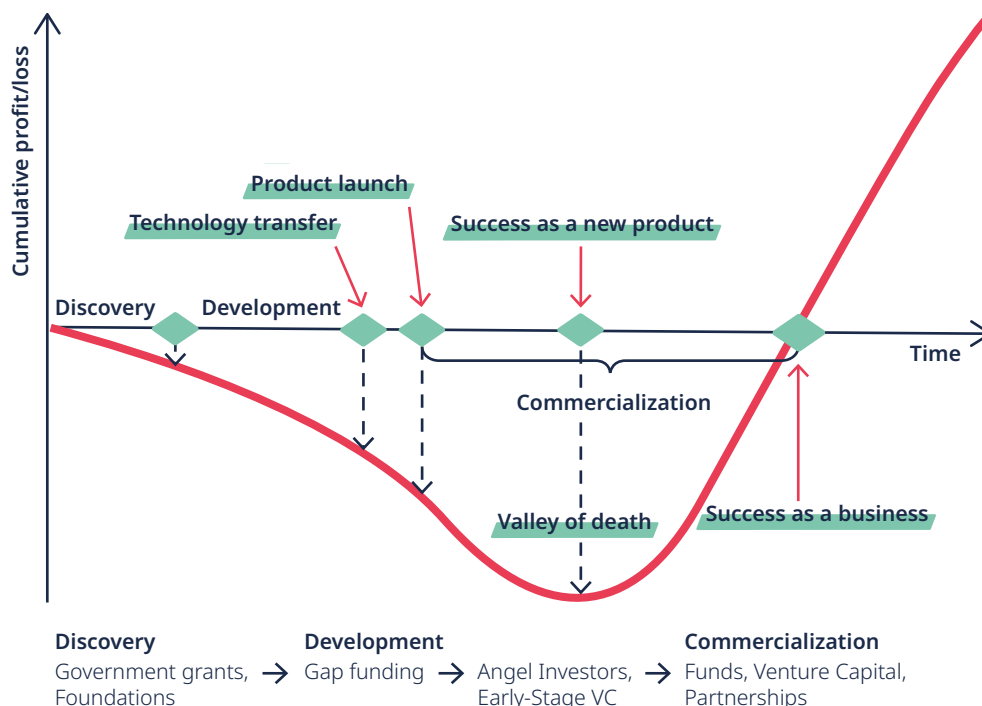 Cumulative profit/loss
Product launch
Technology transfer
Success as a new product
Discovery
Development
Time
Commercialization
Valley of death
Success as a business
Discovery
Government grants,
Foundations
Development
Gap funding
Angel Investors,
Early-Stage VC
Commercialization
Funds, Venture Capital,
Partnerships